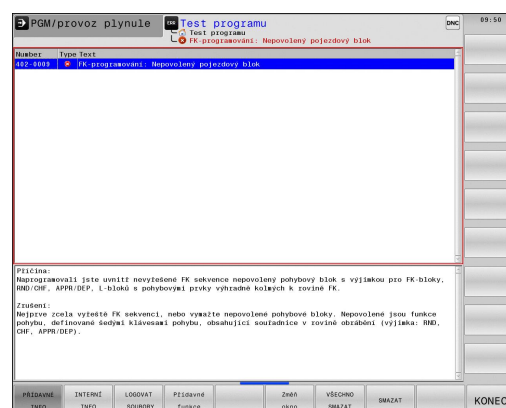 PGM/provoz plynule
ERR
Test programu
DNC
09:50
Test programu
FK-programování: Nepovolený pojezdový blok
Number Type Text
402-0009 FK-programování: Nepovolený pojezdový blok
Příčina:
Naprogramovali jste uvnitř nevyřešené FK sekvence nepovolený pohybový blok s výjimkou pro FK-bloky,
RND/CHF, APPR/DEP, L-bloků s pohybovými prvky výhradně kolmých k rovině FK.
Zrušení:
Nejprve zcela vyřeště FK sekvenci, nebo vymažte nepovolené pohybové bloky. Nepovolené jsou funkce
pohybu, definované šedými klávesami pohybu, obsahující souřadnice v rovině obrábění (výjimka: RND,
CHF, APPR/DEP).
PŘÍDAVNÉ INTERNÍ LOGOVAT Přídavné Změň VŠECHNO SMAZAT KONEC
INFO INFO SOUBORY funkce okno SMAZAT